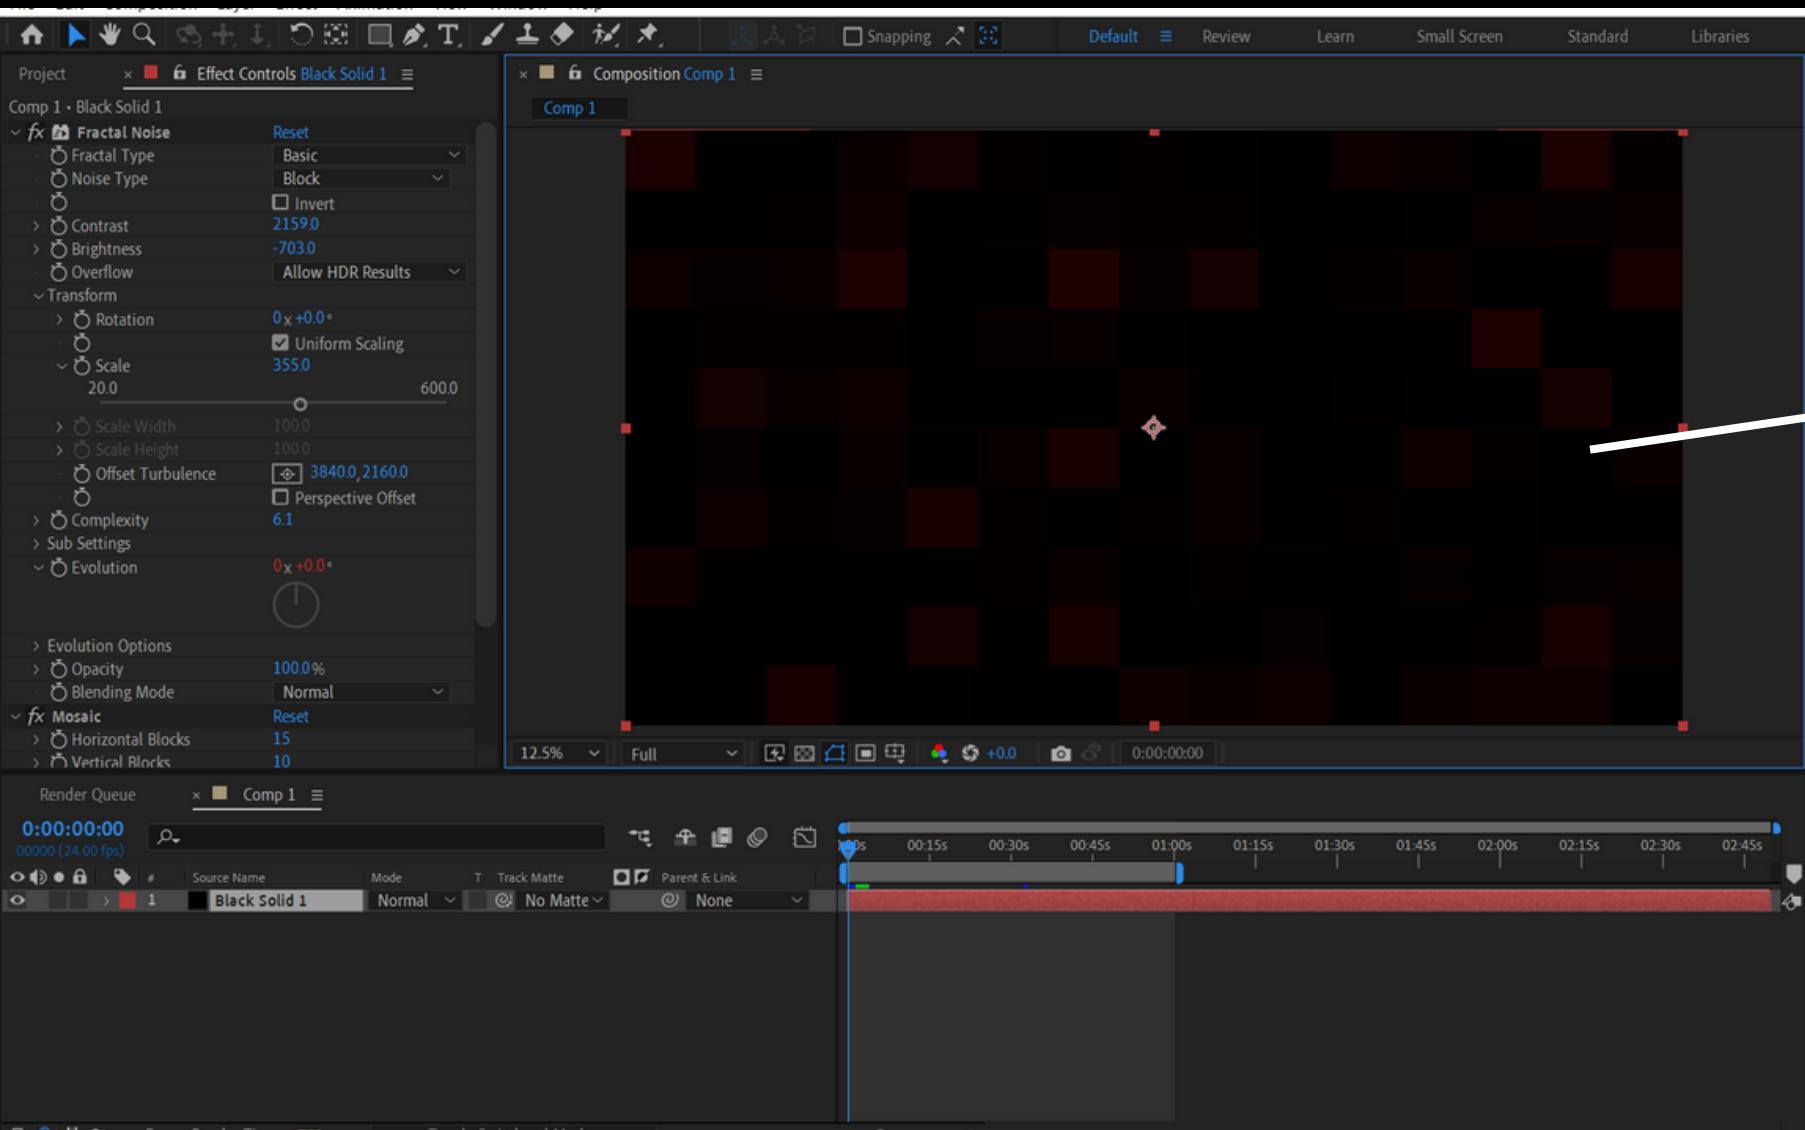 Snapping
Default
Review
Learn
Small Screen
Standard
Libraries
Project
× Effect Controls Black Solid 1
× Composition Comp 1
Comp 1 • Black Solid 1
Comp 1
fx Fractal Noise Reset
Fractal Type Basic
Noise Type Block
Invert
Contrast 2159.0
Brightness -703.0
Overflow Allow HDR Results
Transform
Rotation 0x+0.0°
Uniform Scaling
Scale 355.0
20.0 600.0
Scale Width 100.0
Scale Height 100.0
Offset Turbulence 3840.0,2160.0
Perspective Offset
Complexity 6.1
Sub Settings
Evolution 0x+0.0°
Evolution Options
Opacity 100.0%
Blending Mode Normal
fx Mosaic Reset
Horizontal Blocks 15
Vertical Blocks 10
12.5% Full +0.0 0:00:00:00
Render Queue × Comp 1
0:00:00:00
00000 (24.00 fps)
00:15s 00:30s 00:45s 01:00s 01:15s 01:30s 01:45s 02:00s 02:15s 02:30s 02:45s
# Source Name Mode T Track Matte Parent & Link
1 Black Solid 1 Normal No Matte None